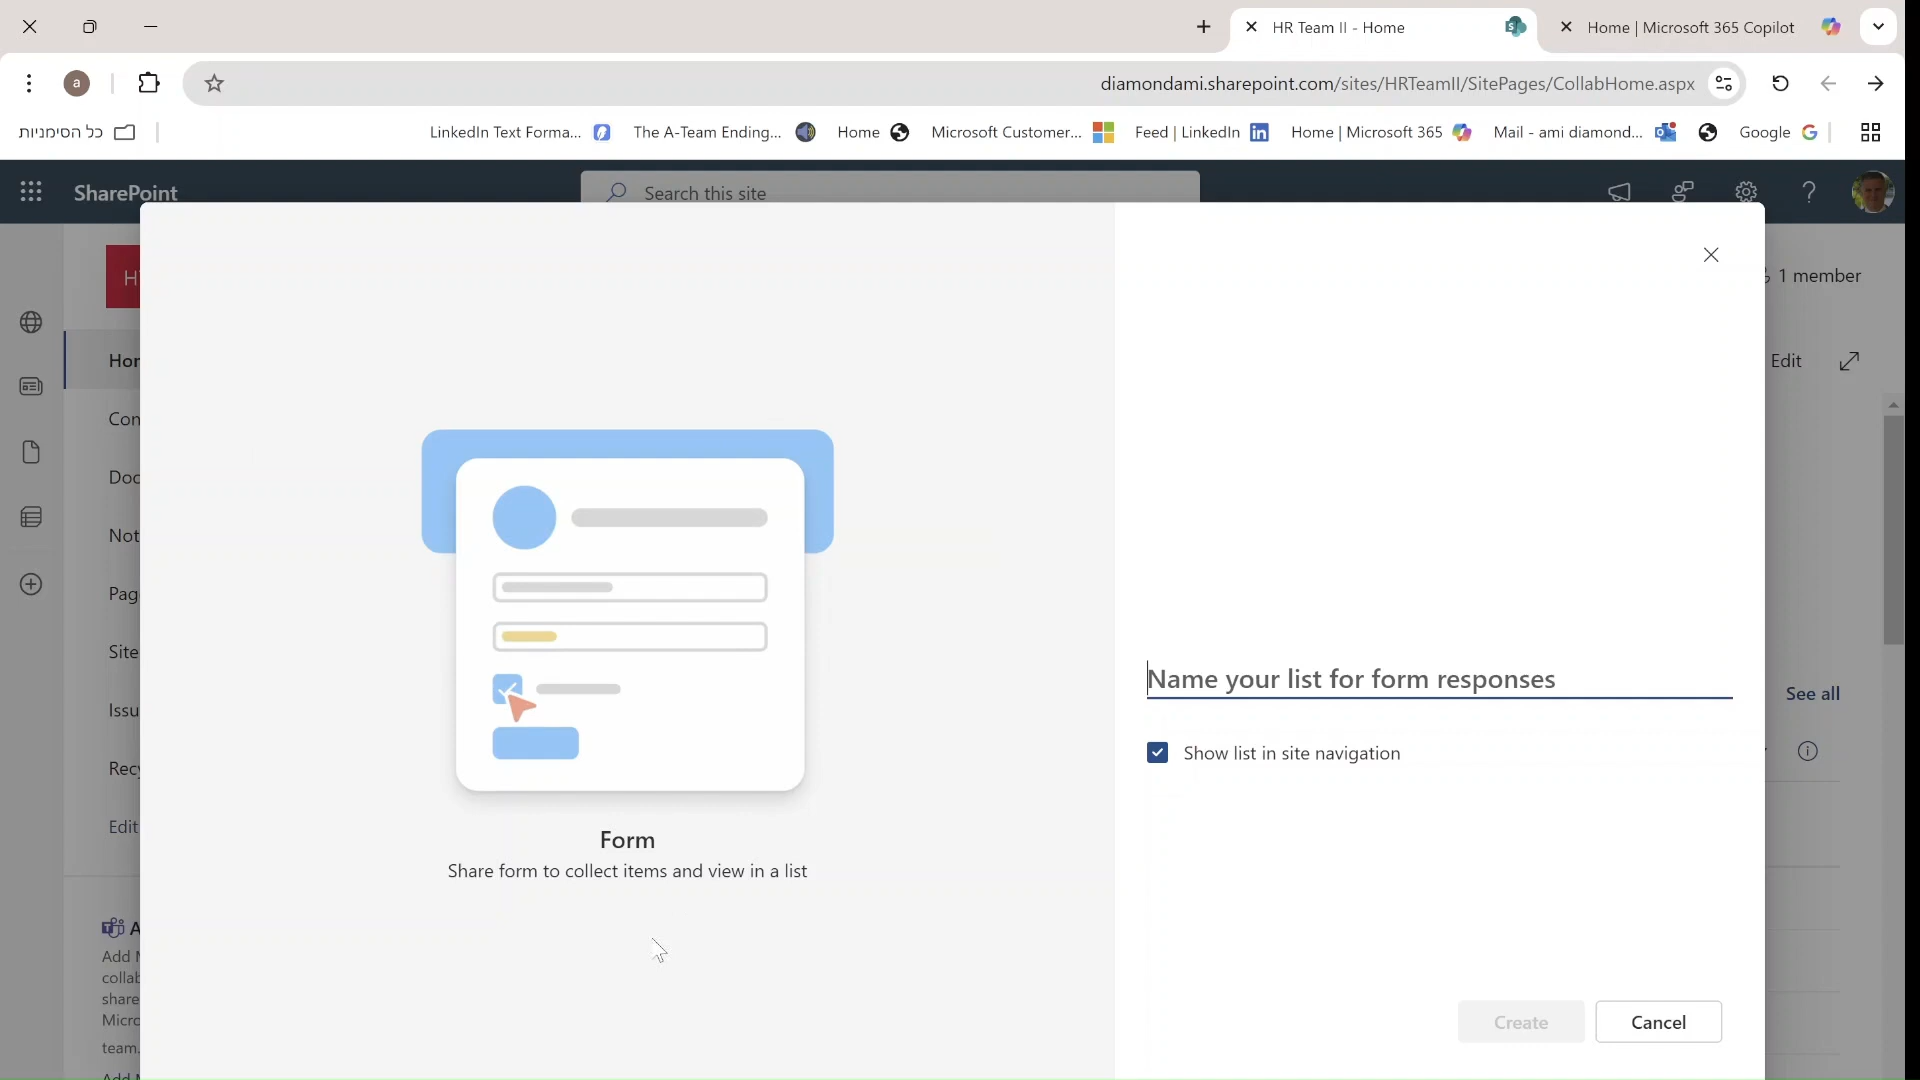 HR Team II - Home
Home | Microsoft 365 Copilot
a
diamondami.sharepoint.com/sites/HRTeamII/SitePages/CollabHome.aspx
כל הסימניות
LinkedIn Text Forma...
The A-Team Ending...
Home
Microsoft Customer...
Feed | LinkedIn
Home | Microsoft 365
Mail - ami diamond...
Google
SharePoint
Search this site
1 member
Edit
Edit
See all
Name your list for form responses
Show list in site navigation
Form
Share form to collect items and view in a list
Create
Cancel
Add
team.